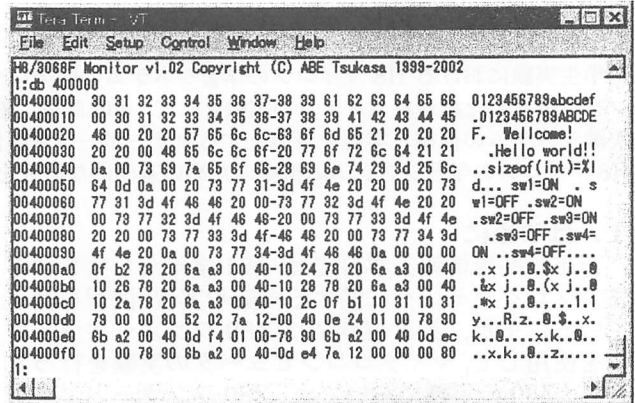 Tera Term - VT
File Edit Setup Control Window Help
H8/3068F Monitor v1.02 Copyright (C) ABE Tsukasa 1999-2002
1:db 400000
00400000 30 31 32 33 34 35 36 37-38 39 61 62 63 64 65 66 0123456789abcdef
00400010 00 30 31 32 33 34 35 36-37 38 39 41 42 43 44 45 .0123456789ABCDE
00400020 46 00 20 20 57 65 6c 6c-63 6f 6d 65 21 20 20 20 F. Wellcome!
00400030 20 20 00 48 65 6c 6c 6f-20 77 6f 72 6c 64 21 21 .Hello world!!
00400040 0a 00 73 69 7a 65 6f 66-28 69 6e 74 29 3d 25 6c ..sizeof(int)=%l
00400050 64 0d 0a 00 20 73 77 31-3d 4f 4e 20 20 00 20 73 d... sw1=ON . s
00400060 77 31 3d 4f 46 46 20 00-73 77 32 3d 4f 4e 20 20 w1=OFF .sw2=ON
00400070 00 73 77 32 3d 4f 46 46-20 00 73 77 33 3d 4f 4e .sw2=OFF .sw3=ON
00400080 20 20 00 73 77 33 3d 4f-46 46 20 00 73 77 34 3d .sw3=OFF .sw4=
00400090 4f 4e 20 0a 00 73 77 34-3d 4f 46 46 0a 00 00 00 ON ..sw4=OFF....
004000a0 0f b2 78 20 6a a3 00 40-10 24 78 20 6a a3 00 40 ..x j..@.$x j..@
004000b0 10 26 78 20 6a a3 00 40-10 28 78 20 6a a3 00 40 .&x j..@.(x j..@
004000c0 10 2a 78 20 6a a3 00 40-10 2c 0f b1 10 31 10 31 .*x j..@.,...1.1
004000d0 79 00 00 80 52 02 7a 12-00 40 0e 24 01 00 78 90 y...R.z..@.$..x.
004000e0 6b a2 00 40 0d f4 01 00-78 90 6b a2 00 40 0d ec k..@....x.k..@..
004000f0 01 00 78 90 6b a2 00 40-0d e4 7a 12 00 00 00 80 ..x.k..@..z.....
1: